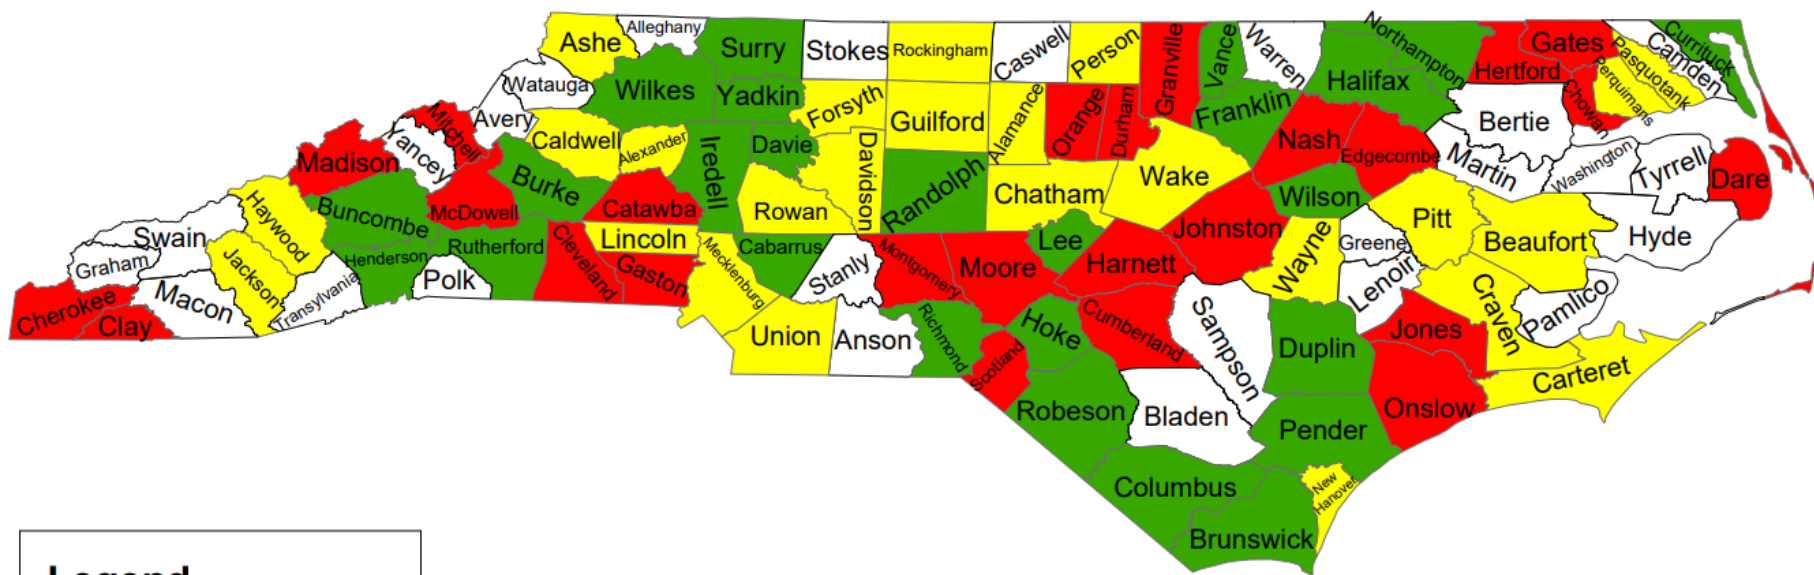 Ashe
Alleghany
Surry
Stokes
Rockingham
Caswell
Person
Granville
Vance
Warren
Northampton
Halifax
Hertford
Gates
Pasquotank
Camden
Currituck
Perquimans
Chowan
Watauga
Wilkes
Yadkin
Forsyth
Guilford
Alamance
Orange
Durham
Franklin
Nash
Edgecombe
Bertie
Martin
Washington
Tyrrell
Dare
Mitchell
Avery
Caldwell
Alexander
Iredell
Davie
Davidson
Randolph
Chatham
Wake
Wilson
Madison
Yancey
McDowell
Burke
Catawba
Rowan
Haywood
Buncombe
Rutherford
Cleveland
Lincoln
Gaston
Mecklenburg
Cabarrus
Stanly
Montgomery
Moore
Lee
Harnett
Johnston
Wayne
Greene
Pitt
Beaufort
Hyde
Swain
Graham
Jackson
Henderson
Polk
Transylvania
Macon
Cherokee
Clay
Union
Anson
Richmond
Scotland
Hoke
Cumberland
Sampson
Duplin
Lenoir
Jones
Craven
Pamlico
Carteret
Onslow
Robeson
Bladen
Pender
Columbus
Brunswick
New
Hanover
Legend